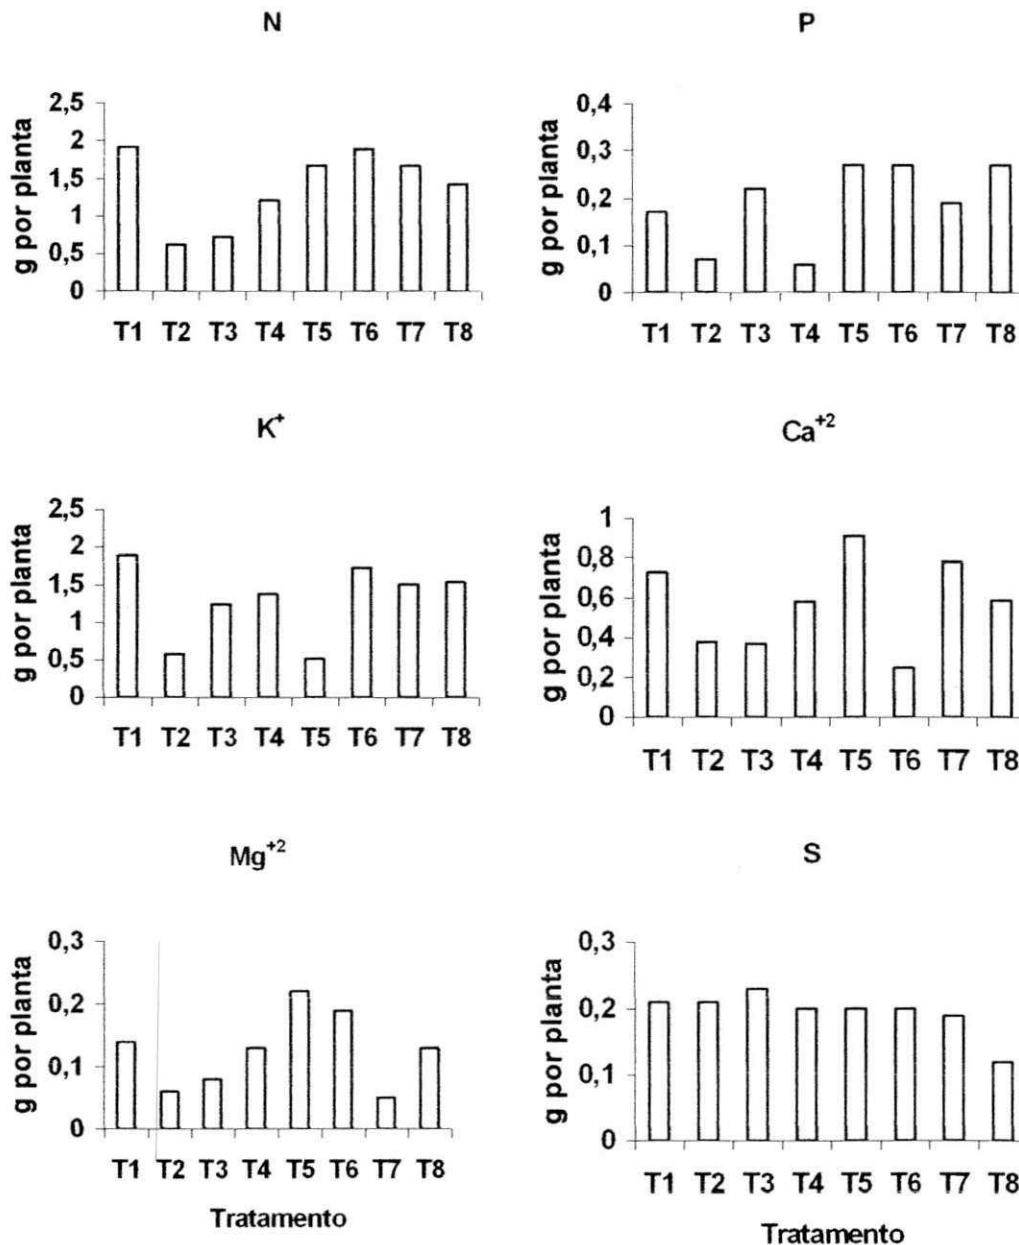 N
g por planta
2,5
2
1,5
1
0,5
0
T1 T2 T3 T4 T5 T6 T7 T8
P
g por planta
0,4
0,3
0,2
0,1
0
T1 T2 T3 T4 T5 T6 T7 T8
K+
g por planta
2,5
2
1,5
1
0,5
0
T1 T2 T3 T4 T5 T6 T7 T8
Ca+2
g por planta
1
0,8
0,6
0,4
0,2
0
T1 T2 T3 T4 T5 T6 T7 T8
Mg+2
g por planta
0,3
0,2
0,1
0
T1 T2 T3 T4 T5 T6 T7 T8
Tratamento
S
g por planta
0,3
0,2
0,1
0
T1 T2 T3 T4 T5 T6 T7 T8
Tratamento